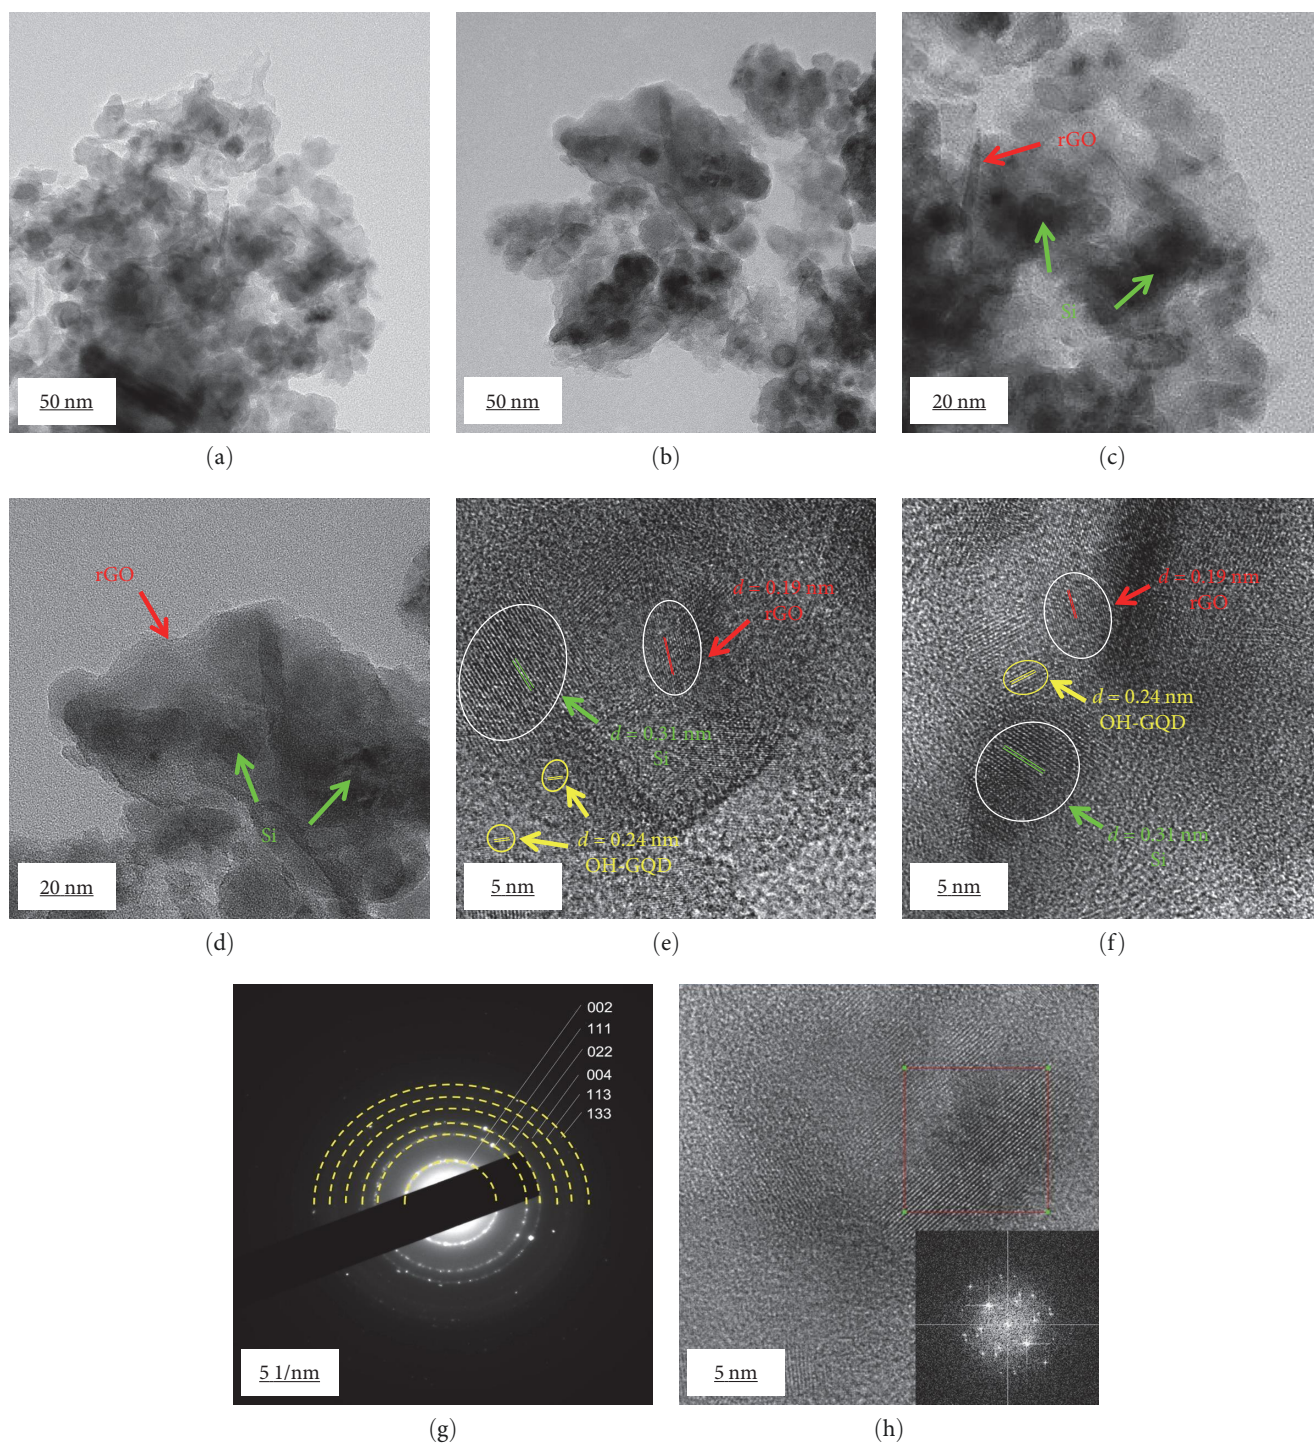 50 nm
(a)
50 nm
(b)
rGO
Si
20 nm
(c)
rGO
Si
20 nm
(d)
d = 0.19 nm
rGO
d = 0.31 nm
Si
d = 0.24 nm
OH-GQD
5 nm
(e)
d = 0.19 nm
rGO
d = 0.24 nm
OH-GQD
d = 0.31 nm
Si
5 nm
(f)
002
111
022
004
113
133
5 1/nm
(g)
5 nm
(h)